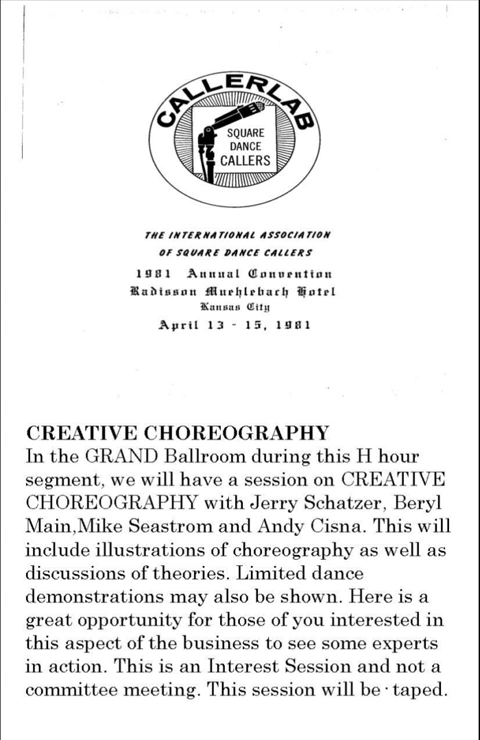 CALLERLAB
SQUARE
DANCE
CALLERS
THE INTERNATIONAL ASSOCIATION
OF SQUARE DANCE CALLERS
1981 Annual Convention
Radisson Muehlebach Hotel
Kansas City
April 13 - 15, 1981
CREATIVE CHOREOGRAPHY
In the GRAND Ballroom during this H hour
segment, we will have a session on CREATIVE
CHOREOGRAPHY with Jerry Schatzer, Beryl
Main,Mike Seastrom and Andy Cisna. This will
include illustrations of choreography as well as
discussions of theories. Limited dance
demonstrations may also be shown. Here is a
great opportunity for those of you interested in
this aspect of the business to see some experts
in action. This is an Interest Session and not a
committee meeting. This session will be · taped.